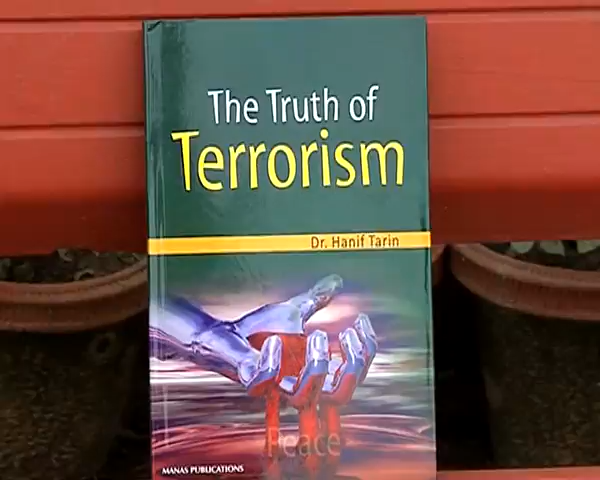 The Truth of
Terrorism
Dr. Hanif Tarin
Peace
MANAS PUBLICATIONS